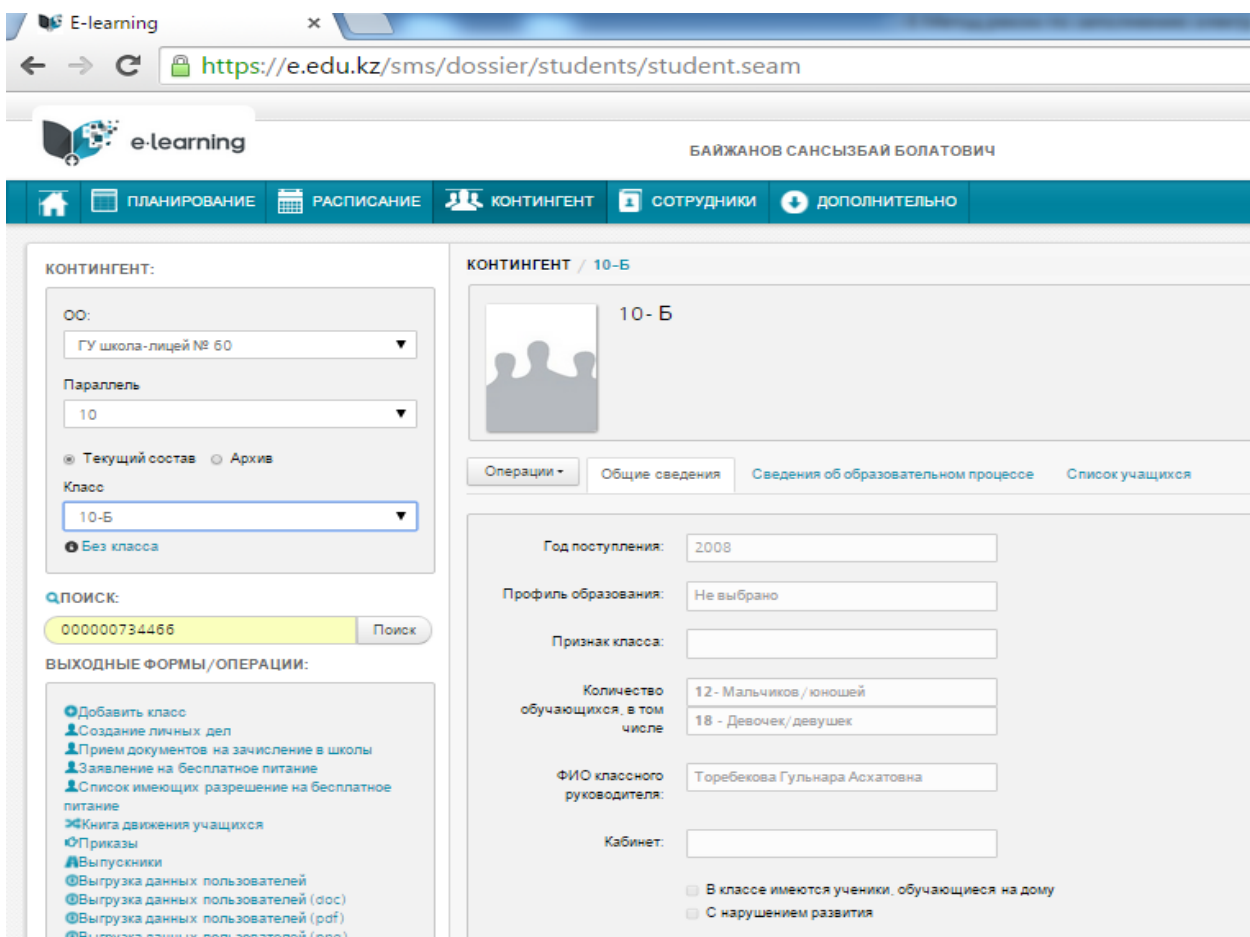 E-learning
https://e.edu.kz/sms/dossier/students/student.seam
e-learning
БАЙЖАНОВ САНСЫЗБАЙ БОЛАТОВИЧ
ПЛАНИРОВАНИЕ РАСПИСАНИЕ КОНТИНГЕНТ СОТРУДНИКИ ДОПОЛНИТЕЛЬНО
КОНТИНГЕНТ:
ОО:
ГУ школа-лицей № 60
Параллель
10
Текущий состав Архив
Класс
10-Б
Без класса
ПОИСК:
000000734466 Поиск
ВЫХОДНЫЕ ФОРМЫ/ОПЕРАЦИИ:
Добавить класс
Создание личных дел
Прием документов на зачисление в школы
Заявление на бесплатное питание
Список имеющих разрешение на бесплатное
питание
Книга движения учащихся
Приказы
Выпускники
Выгрузка данных пользователей
Выгрузка данных пользователей (doc)
Выгрузка данных пользователей (pdf)
КОНТИНГЕНТ / 10-Б
10- Б
Операции Общие сведения Сведения об образовательном процессе Список учащихся
Год поступления: 2008
Профиль образования: Не выбрано
Признак класса:
Количество
обучающихся, в том
числе
12- Мальчиков/юношей
18 - Девочек/девушек
ФИО классного
руководителя:
Торебекова Гульнара Асхатовна
Кабинет:
В классе имеются ученики, обучающиеся на дому
С нарушением развития